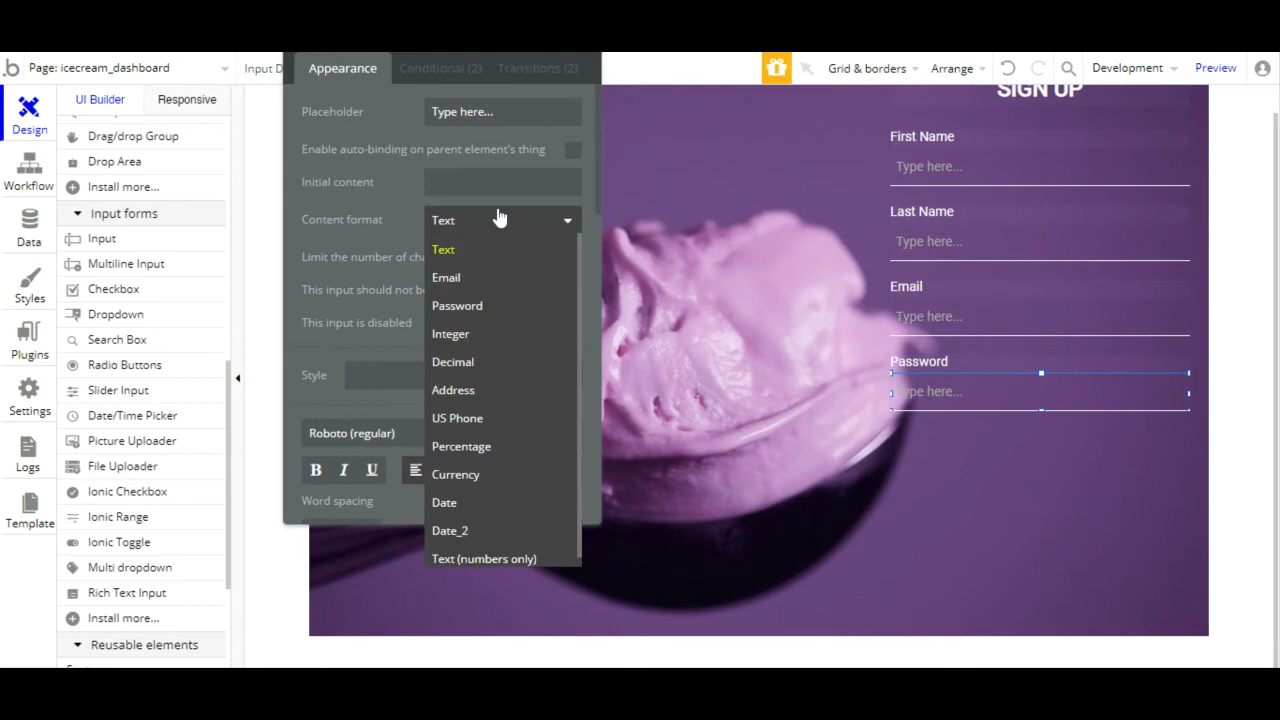 .b Page: icecream_dashboard
Input D
Grid & borders
Arrange
Development
Preview
Design
Workflow
Data
Styles
Plugins
Settings
Logs
Template
UI Builder
Responsive
Drag/drop Group
Drop Area
Install more...
Input forms
Input
Multiline Input
Checkbox
Dropdown
Search Box
Radio Buttons
Slider Input
Date/Time Picker
Picture Uploader
File Uploader
Ionic Checkbox
Ionic Range
Ionic Toggle
Multi dropdown
Rich Text Input
Install more...
Reusable elements
Appearance
Conditional (2)
Transitions (2)
Placeholder
Type here...
Enable auto-binding on parent element's thing
Initial content
Content format
Text
Text
Email
Password
Integer
Decimal
Address
US Phone
Percentage
Currency
Date
Date_2
Text (numbers only)
Limit the number of cha
This input should not be
This input is disabled
Style
Roboto (regular)
B I U
Word spacing
SIGN UP
First Name
Type here...
Last Name
Type here...
Email
Type here...
Password
Type here...